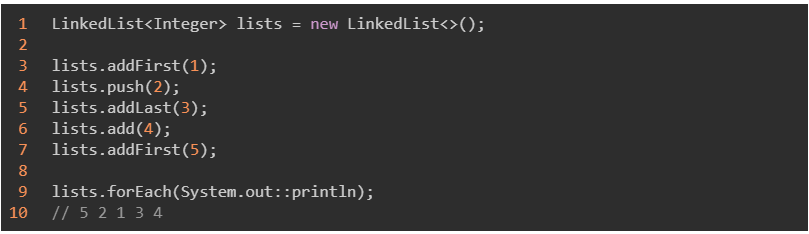 1 LinkedList<Integer> lists = new LinkedList<>();
2
3 lists.addFirst(1);
4 lists.push(2);
5 lists.addLast(3);
6 lists.add(4);
7 lists.addFirst(5);
8
9 lists.forEach(System.out::println);
10 // 5 2 1 3 4